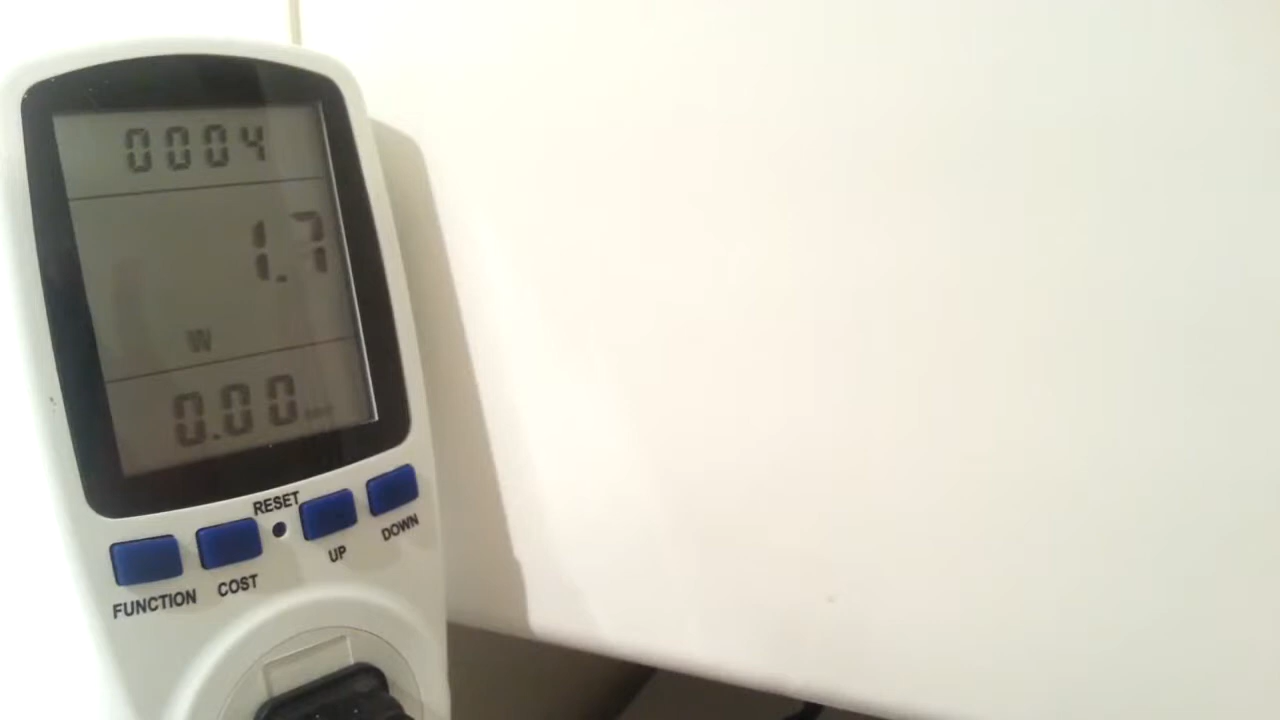 0004
1.7
W
0.00
RESET
FUNCTION COST UP DOWN